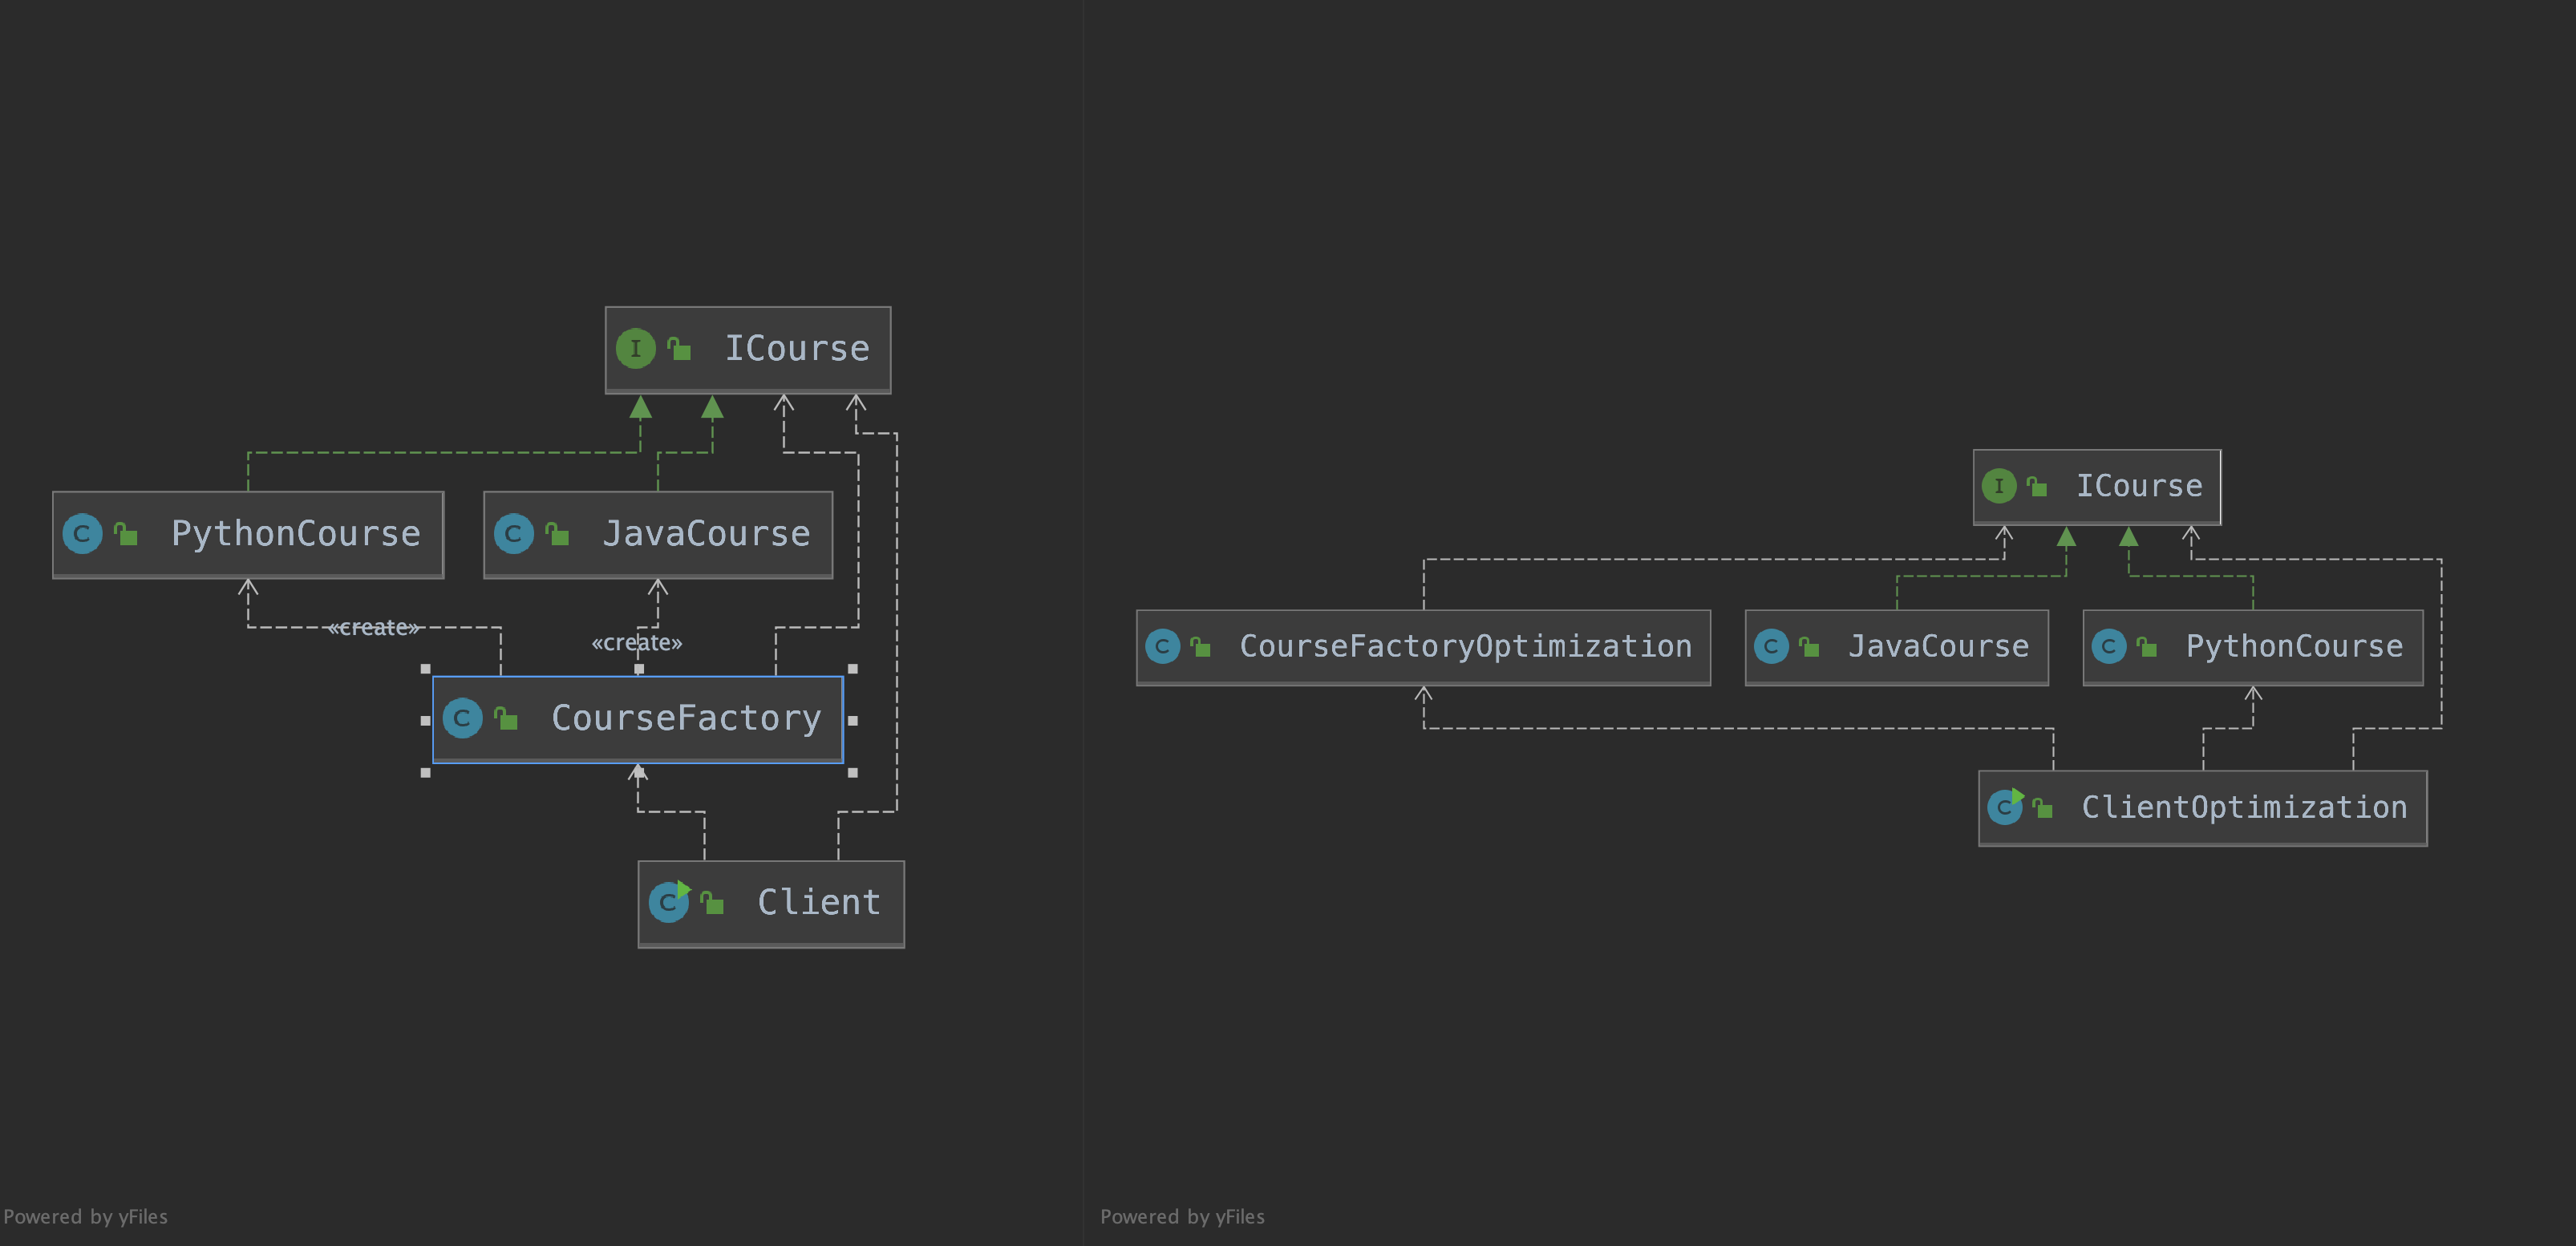 I ICourse
C PythonCourse
C JavaCourse
«create»
«create»
C CourseFactory
C Client
Powered by yFiles
I ICourse
C CourseFactoryOptimization
C JavaCourse
C PythonCourse
C ClientOptimization
Powered by yFiles